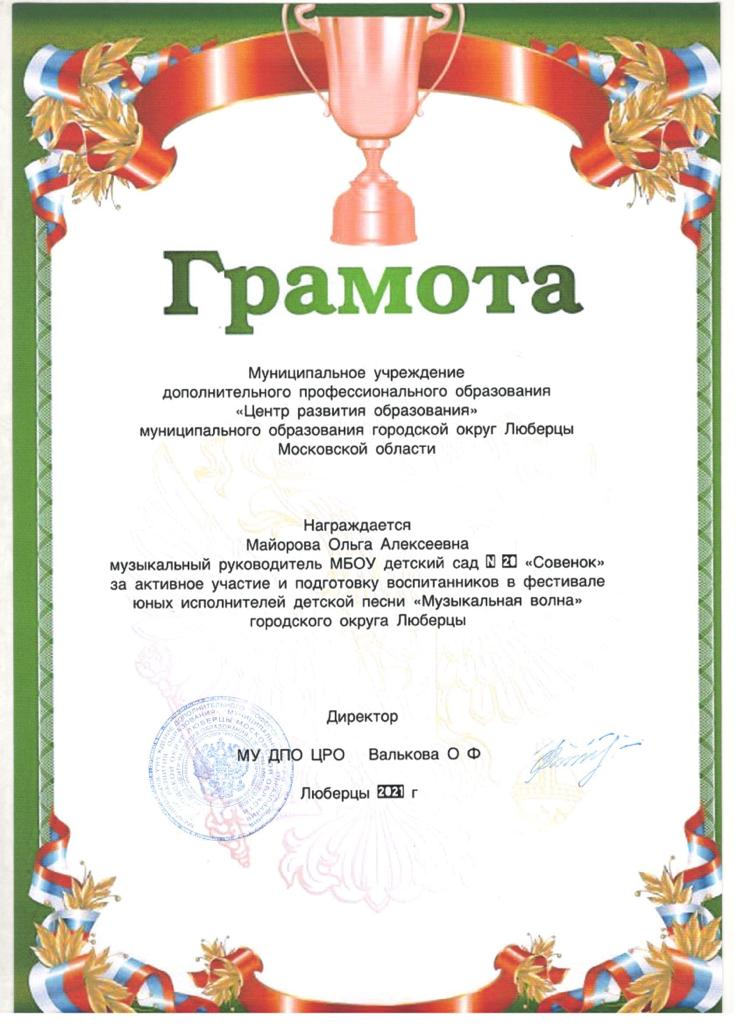 Грамота
Муниципальное учреждение
дополнительного профессионального образования
«Центр развития образования»
муниципального образования городской округ Люберцы
Московской области
Награждается
Майорова Ольга Алексеевна
музыкальный руководитель МБОУ детский сад N 20 «Совенок»
за активное участие и подготовку воспитанников в фестивале
юных исполнителей детской песни «Музыкальная волна»
городского округа Люберцы
Директор
МУ ДПО ЦРО Валькова О Ф
Люберцы 2021 г